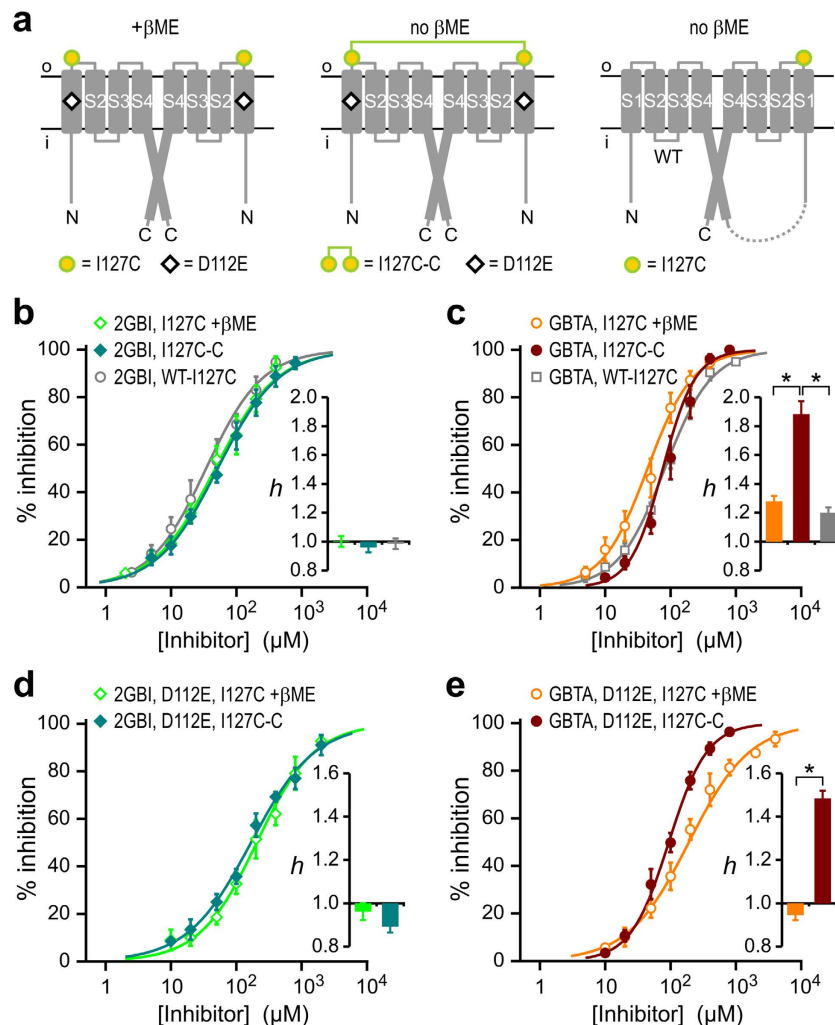 a
+βME
no βME
no βME
o
S2 S3 S4 S4 S3 S2
i
N
C C
N
o
S2 S3 S4 S4 S3 S2
i
N
C C
N
o
S1 S2 S3 S4 S4 S3 S2 S1
i
WT
N
C
= I127C = D112E
= I127C-C = D112E
= I127C
b
2GBI, I127C +βME
2GBI, I127C-C
2GBI, WT-I127C
% inhibition
100
80
60
40
20
0
1 10 10² 10³ 10⁴
[Inhibitor] (µM)
h
2.0
1.8
1.6
1.4
1.2
1.0
0.8
c
GBTA, I127C +βME
GBTA, I127C-C
GBTA, WT-I127C
% inhibition
100
80
60
40
20
0
1 10 10² 10³ 10⁴
[Inhibitor] (µM)
h
2.0
1.8
1.6
1.4
1.2
1.0
0.8
* *
d
2GBI, D112E, I127C +βME
2GBI, D112E, I127C-C
% inhibition
100
80
60
40
20
0
1 10 10² 10³ 10⁴
[Inhibitor] (µM)
h
1.6
1.4
1.2
1.0
0.8
e
GBTA, D112E, I127C +βME
GBTA, D112E, I127C-C
% inhibition
100
80
60
40
20
0
1 10 10² 10³ 10⁴
[Inhibitor] (µM)
h
1.6
1.4
1.2
1.0
0.8
*